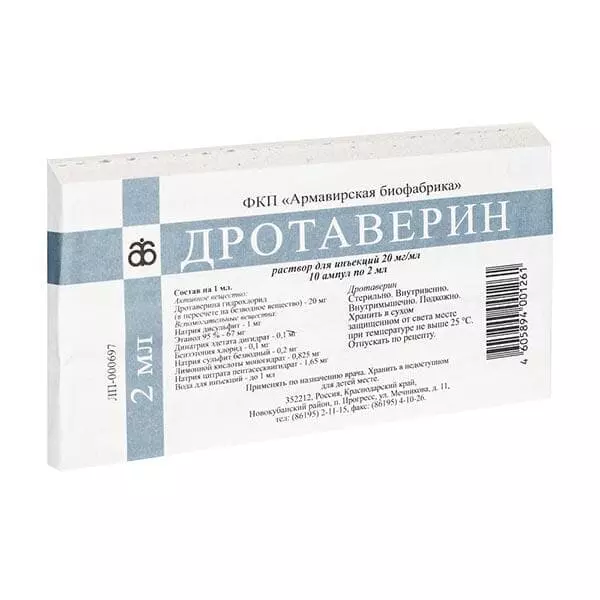 ФКП «Армавирская биофабрика»
ДРОТАВЕРИН
раствор для инъекций 20 мг/мл
10 ампул по 2 мл
Состав на 1 мл.
Активное вещество:
Дротаверина гидрохлорид
(в пересчете на безводное вещество) - 20 мг
Вспомогательные вещества:
Натрия дисульфит - 1 мг
Этанол 95 % - 67 мг
Динатрия эдетата дигидрат - 0,1 мг
Бензэтония хлорид - 0,1 мг
Натрия сульфит безводный - 0,2 мг
Лимонной кислоты моногидрат - 0,825 мг
Натрия цитрата пентасесквигидрат - 1,65 мг
Вода для инъекций - до 1 мл
Дротаверин
Стерильно. Внутривенно.
Внутримышечно. Подкожно.
Хранить в сухом
защищенном от света месте
при температуре не выше 25 °С.
Отпускать по рецепту.
Применять по назначению врача. Хранить в недоступном
для детей месте.
352212, Россия, Краснодарский край,
Новокубанский район, п. Прогресс, ул. Мечникова, д. 11,
тел: (86195) 2-11-15, факс: (86195) 4-10-26.
ЛП-000697
2 МЛ
4 605894 001261